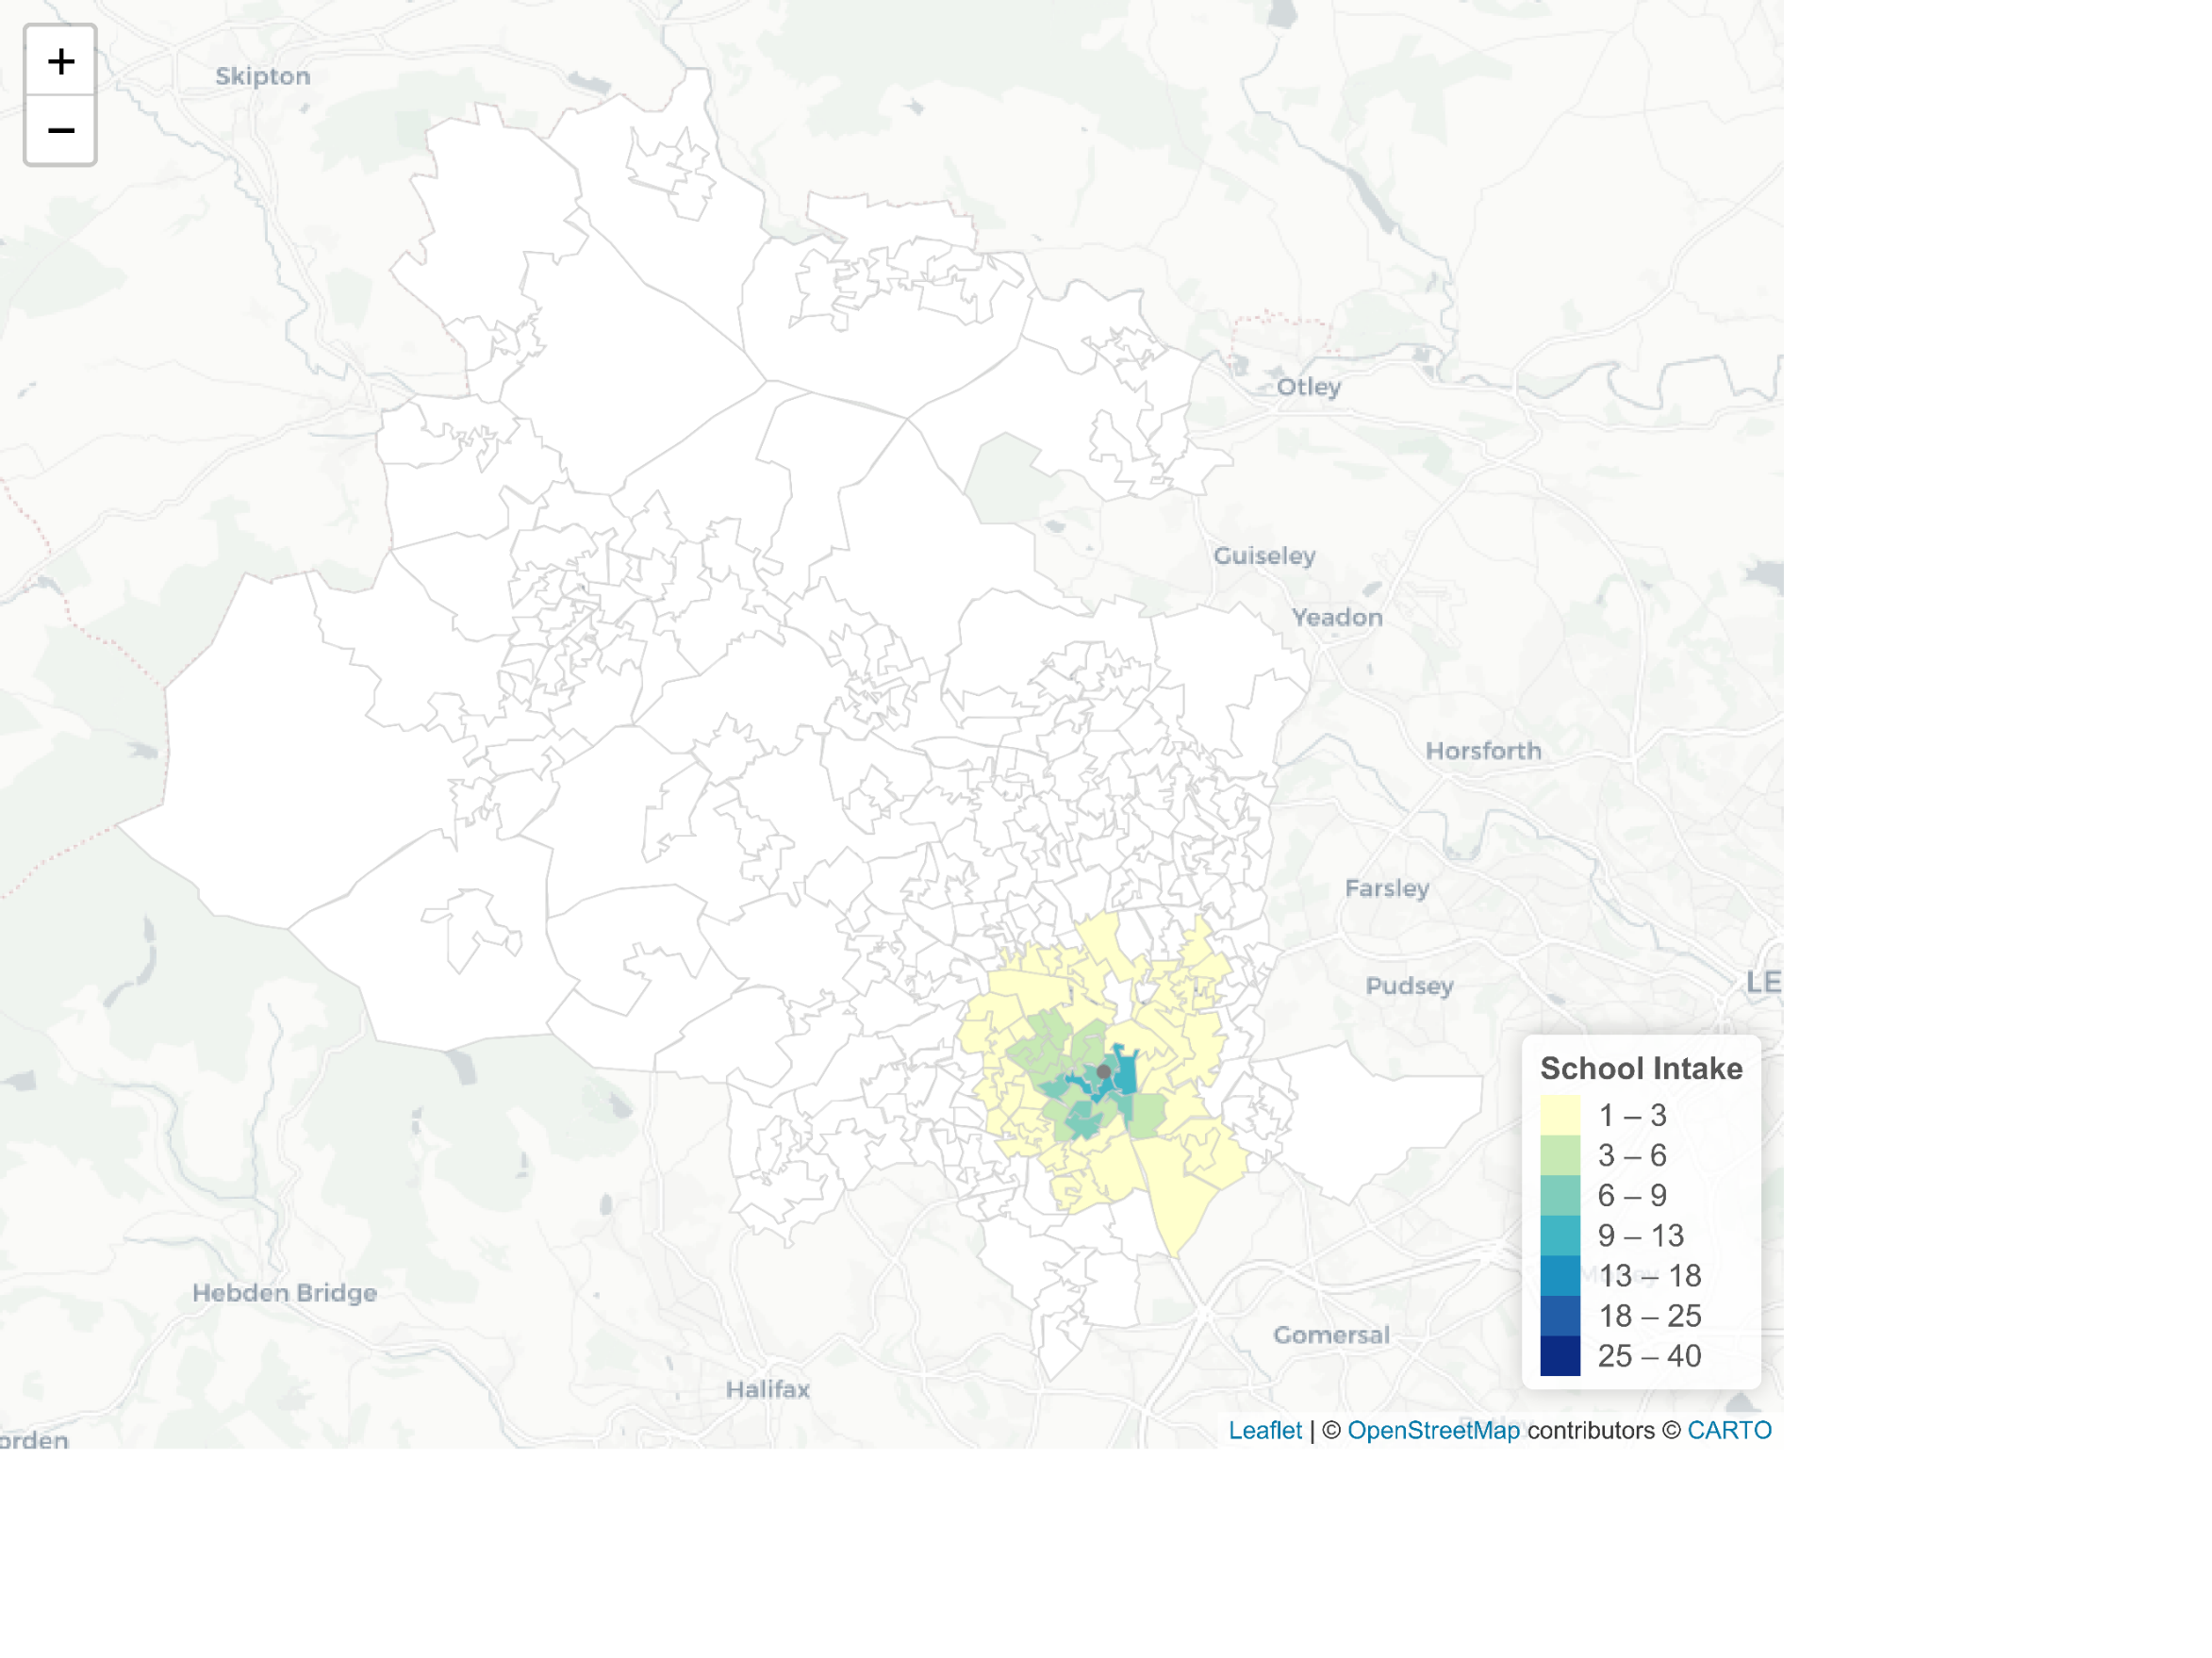 +
−
Skipton
Otley
Guiseley
Yeadon
Horsforth
Farsley
Pudsey
LE
Hebden Bridge
Halifax
Gomersal
orden
School Intake
1 – 3
3 – 6
6 – 9
9 – 13
13 – 18
18 – 25
25 – 40
Leaflet | © OpenStreetMap contributors © CARTO